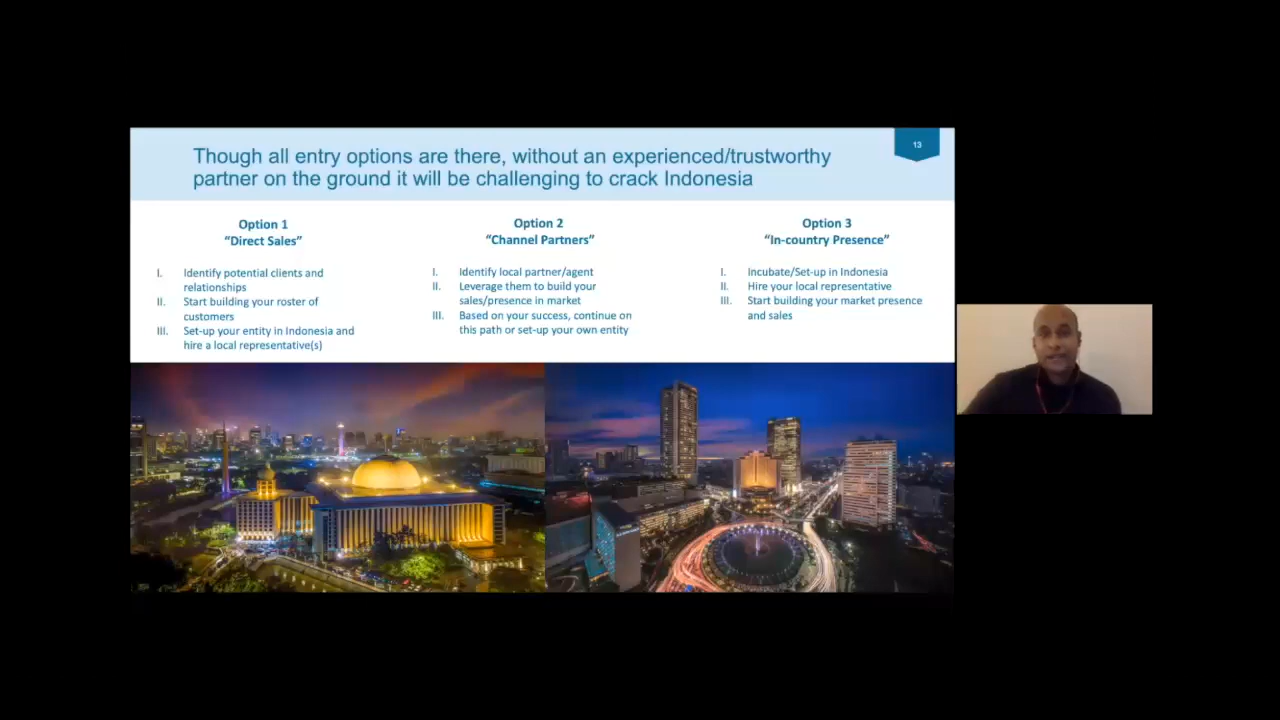 Though all entry options are there, without an experienced/trustworthy
partner on the ground it will be challenging to crack Indonesia
13
Option 1
“Direct Sales”
I. Identify potential clients and
relationships
II. Start building your roster of
customers
III. Set-up your entity in Indonesia and
hire a local representative(s)
Option 2
“Channel Partners”
I. Identify local partner/agent
II. Leverage them to build your
sales/presence in market
III. Based on your success, continue on
this path or set-up your own entity
Option 3
“In-country Presence”
I. Incubate/Set-up in Indonesia
II. Hire your local representative
III. Start building your market presence
and sales